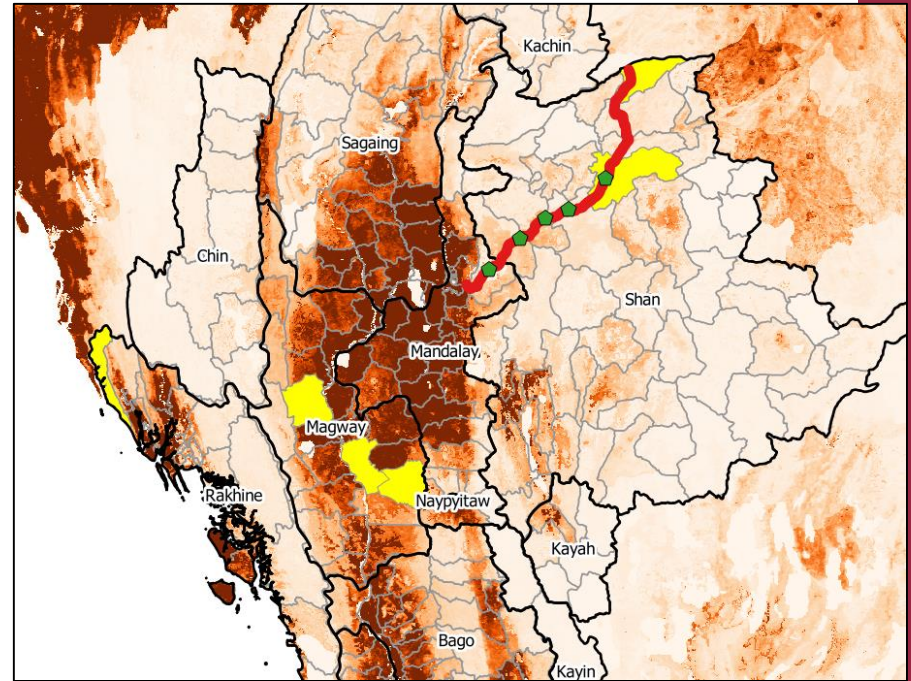 Kachin
Sagaing
Chin
Shan
Mandalay
Magway
Rakhine
Naypyitaw
Kayah
Bago
Kayin